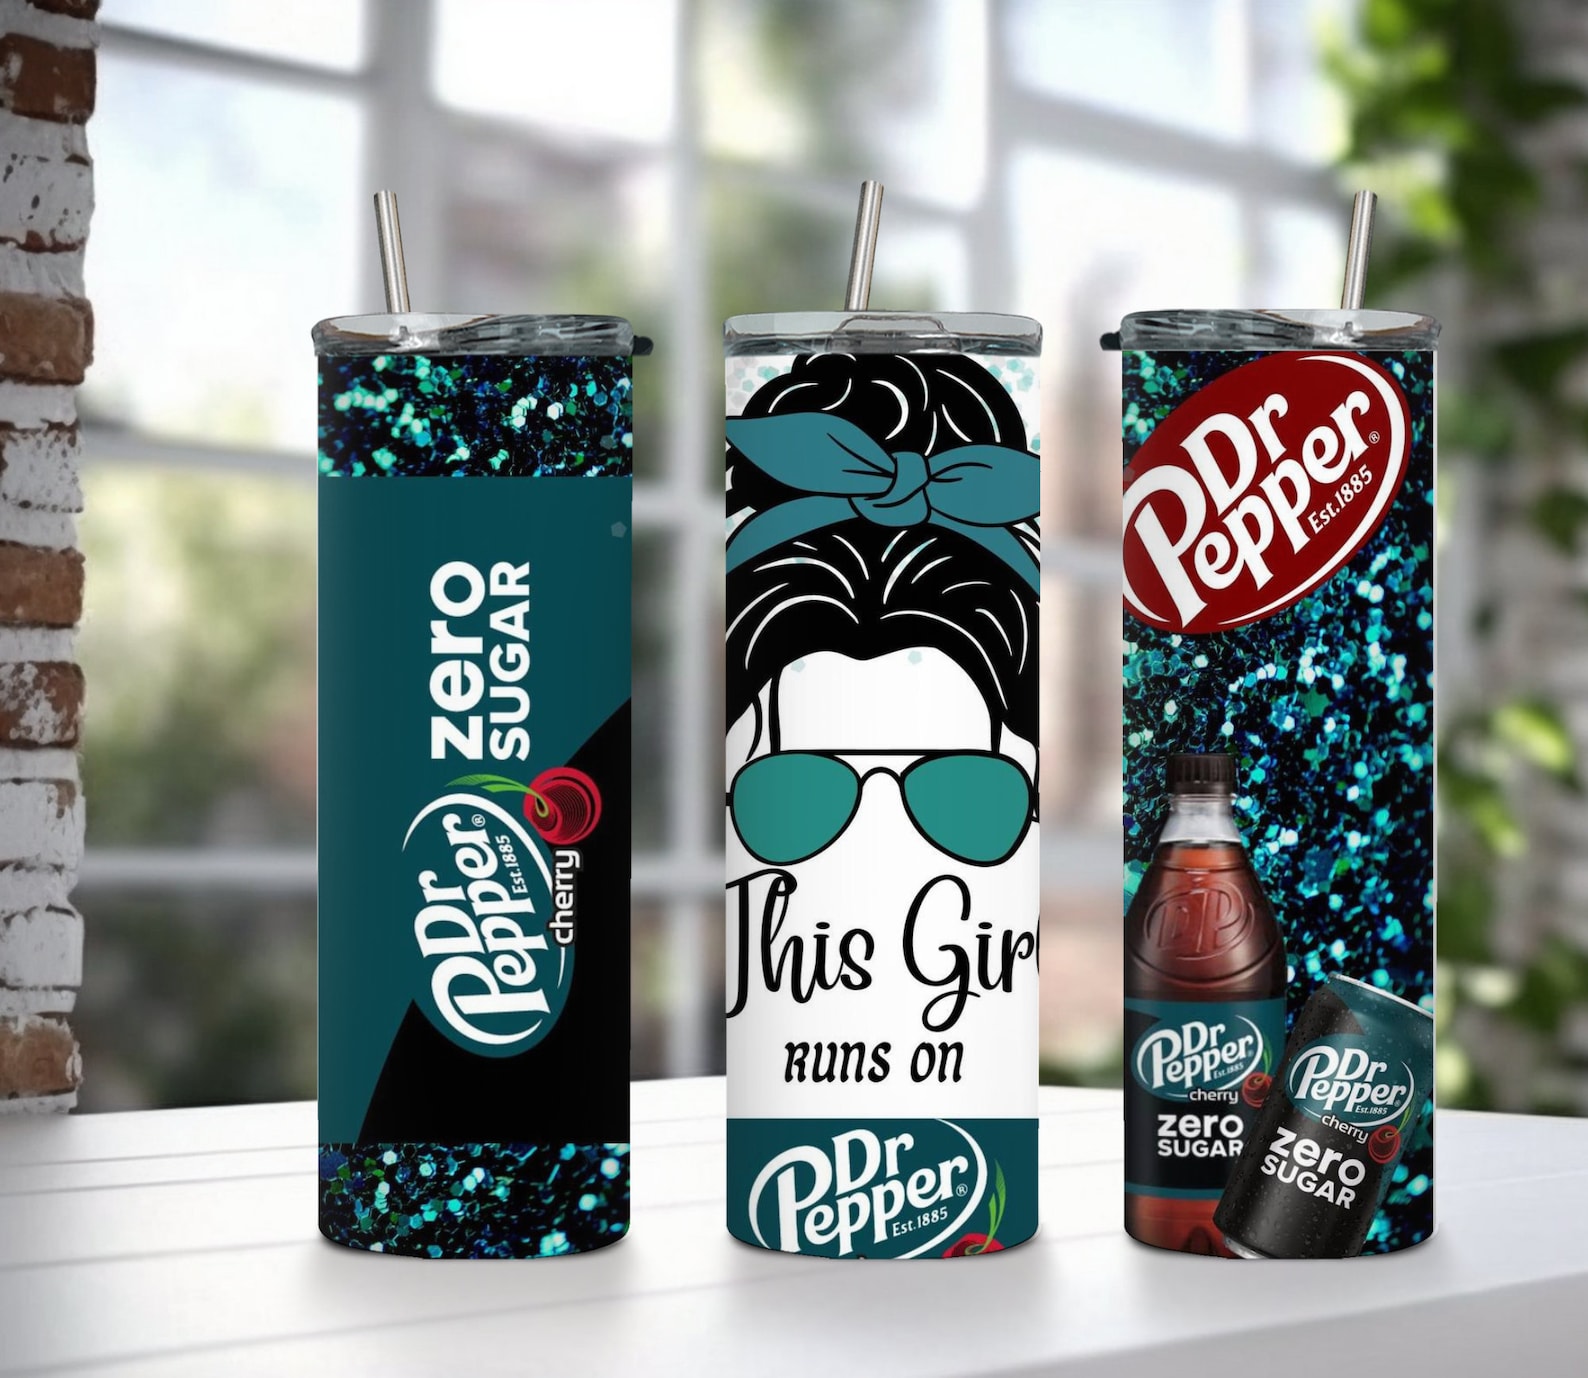 zero
SUGAR
Dr
Pepper®
Est.1885
cherry
This Girl
RUNS ON
Dr
Pepper®
Est.1885
Dr
Pepper®
Est.1885
DP
Dr
Pepper
Est.1885
cherry
zero
SUGAR
Dr
Pepper
Est.1885
cherry
zero
SUGAR